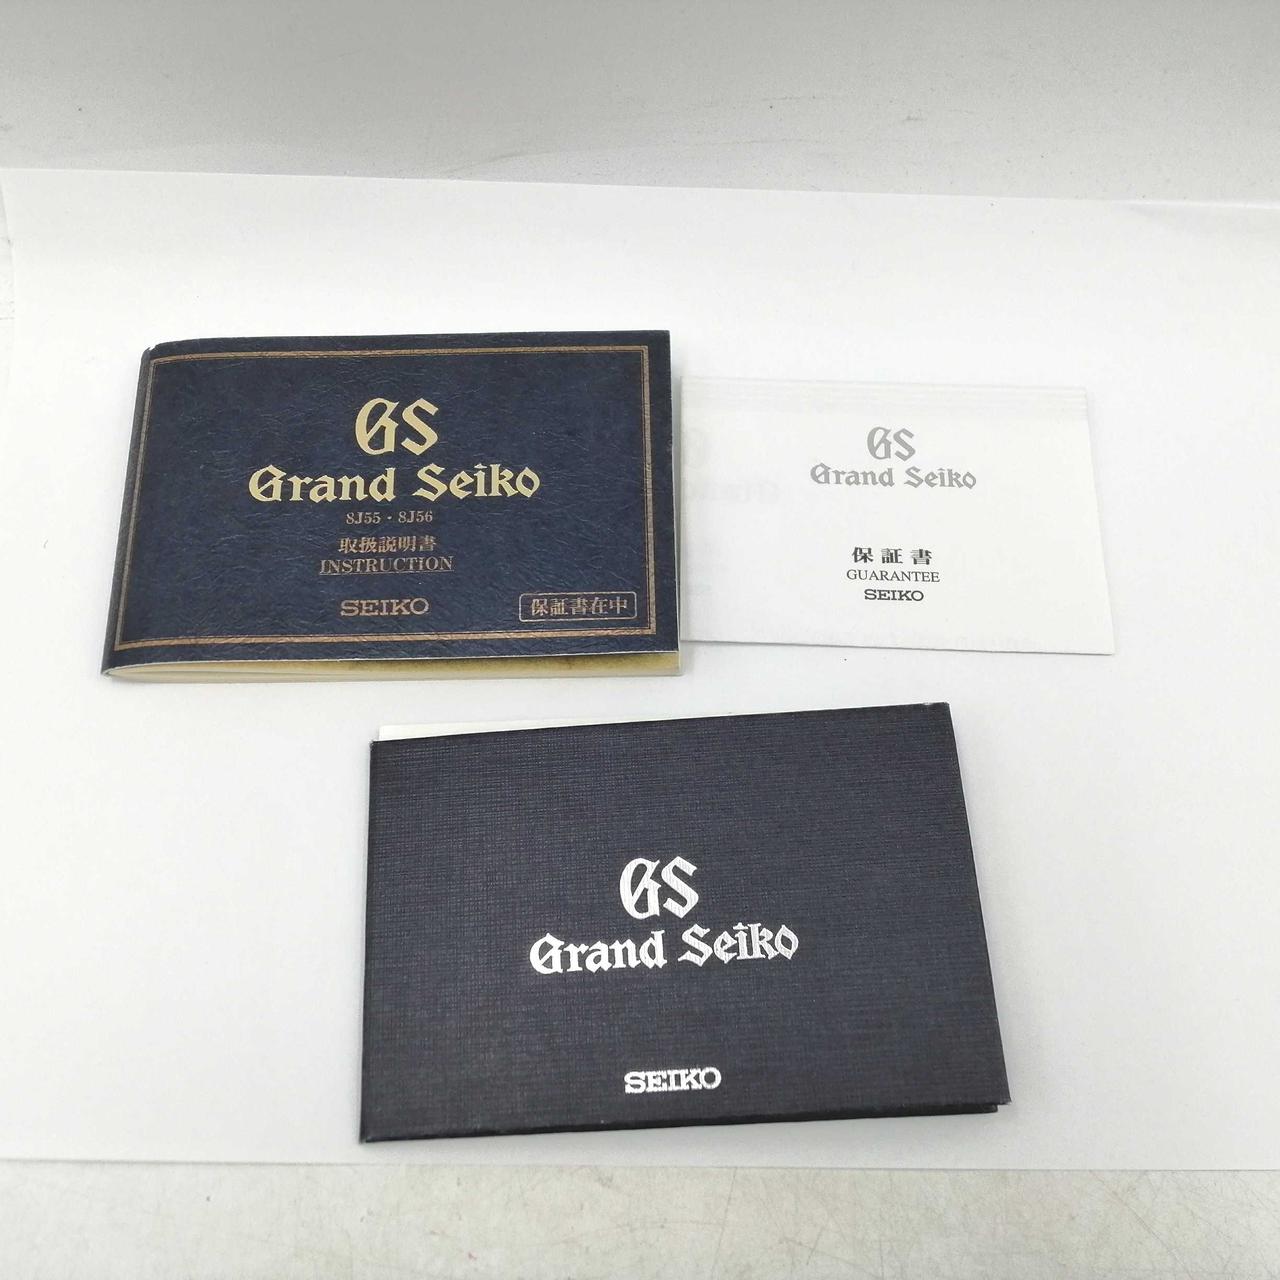 GS
Grand Seiko
8J55・8J56
取扱説明書
INSTRUCTION
SEIKO
保証書在中
GS
Grand Seiko
保証書
GUARANTEE
SEIKO
GS
Grand Seiko
SEIKO